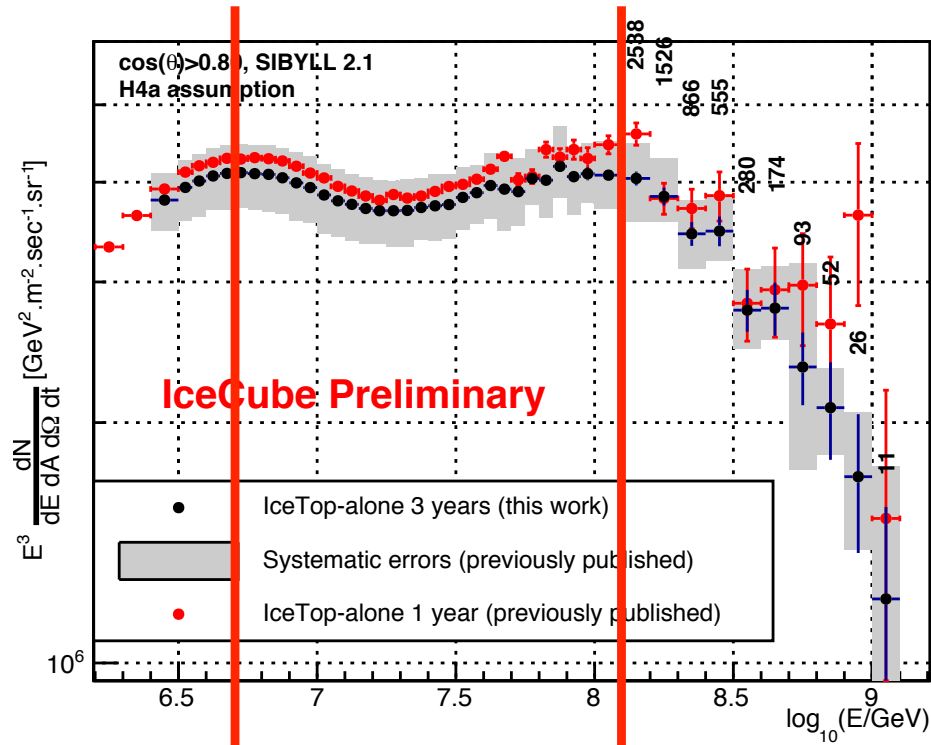 cos(θ)>0.80, SIBYLL 2.1
H4a assumption
2588
1526
866
555
280
174
93
52
26
11
IceCube Preliminary
E³ dN/dE dA dΩ dt [GeV².m⁻².sec⁻¹.sr⁻¹]
IceTop-alone 3 years (this work)
Systematic errors (previously published)
IceTop-alone 1 year (previously published)
10⁶
6.5 7 7.5 8 8.5 9
log₁₀(E/GeV)